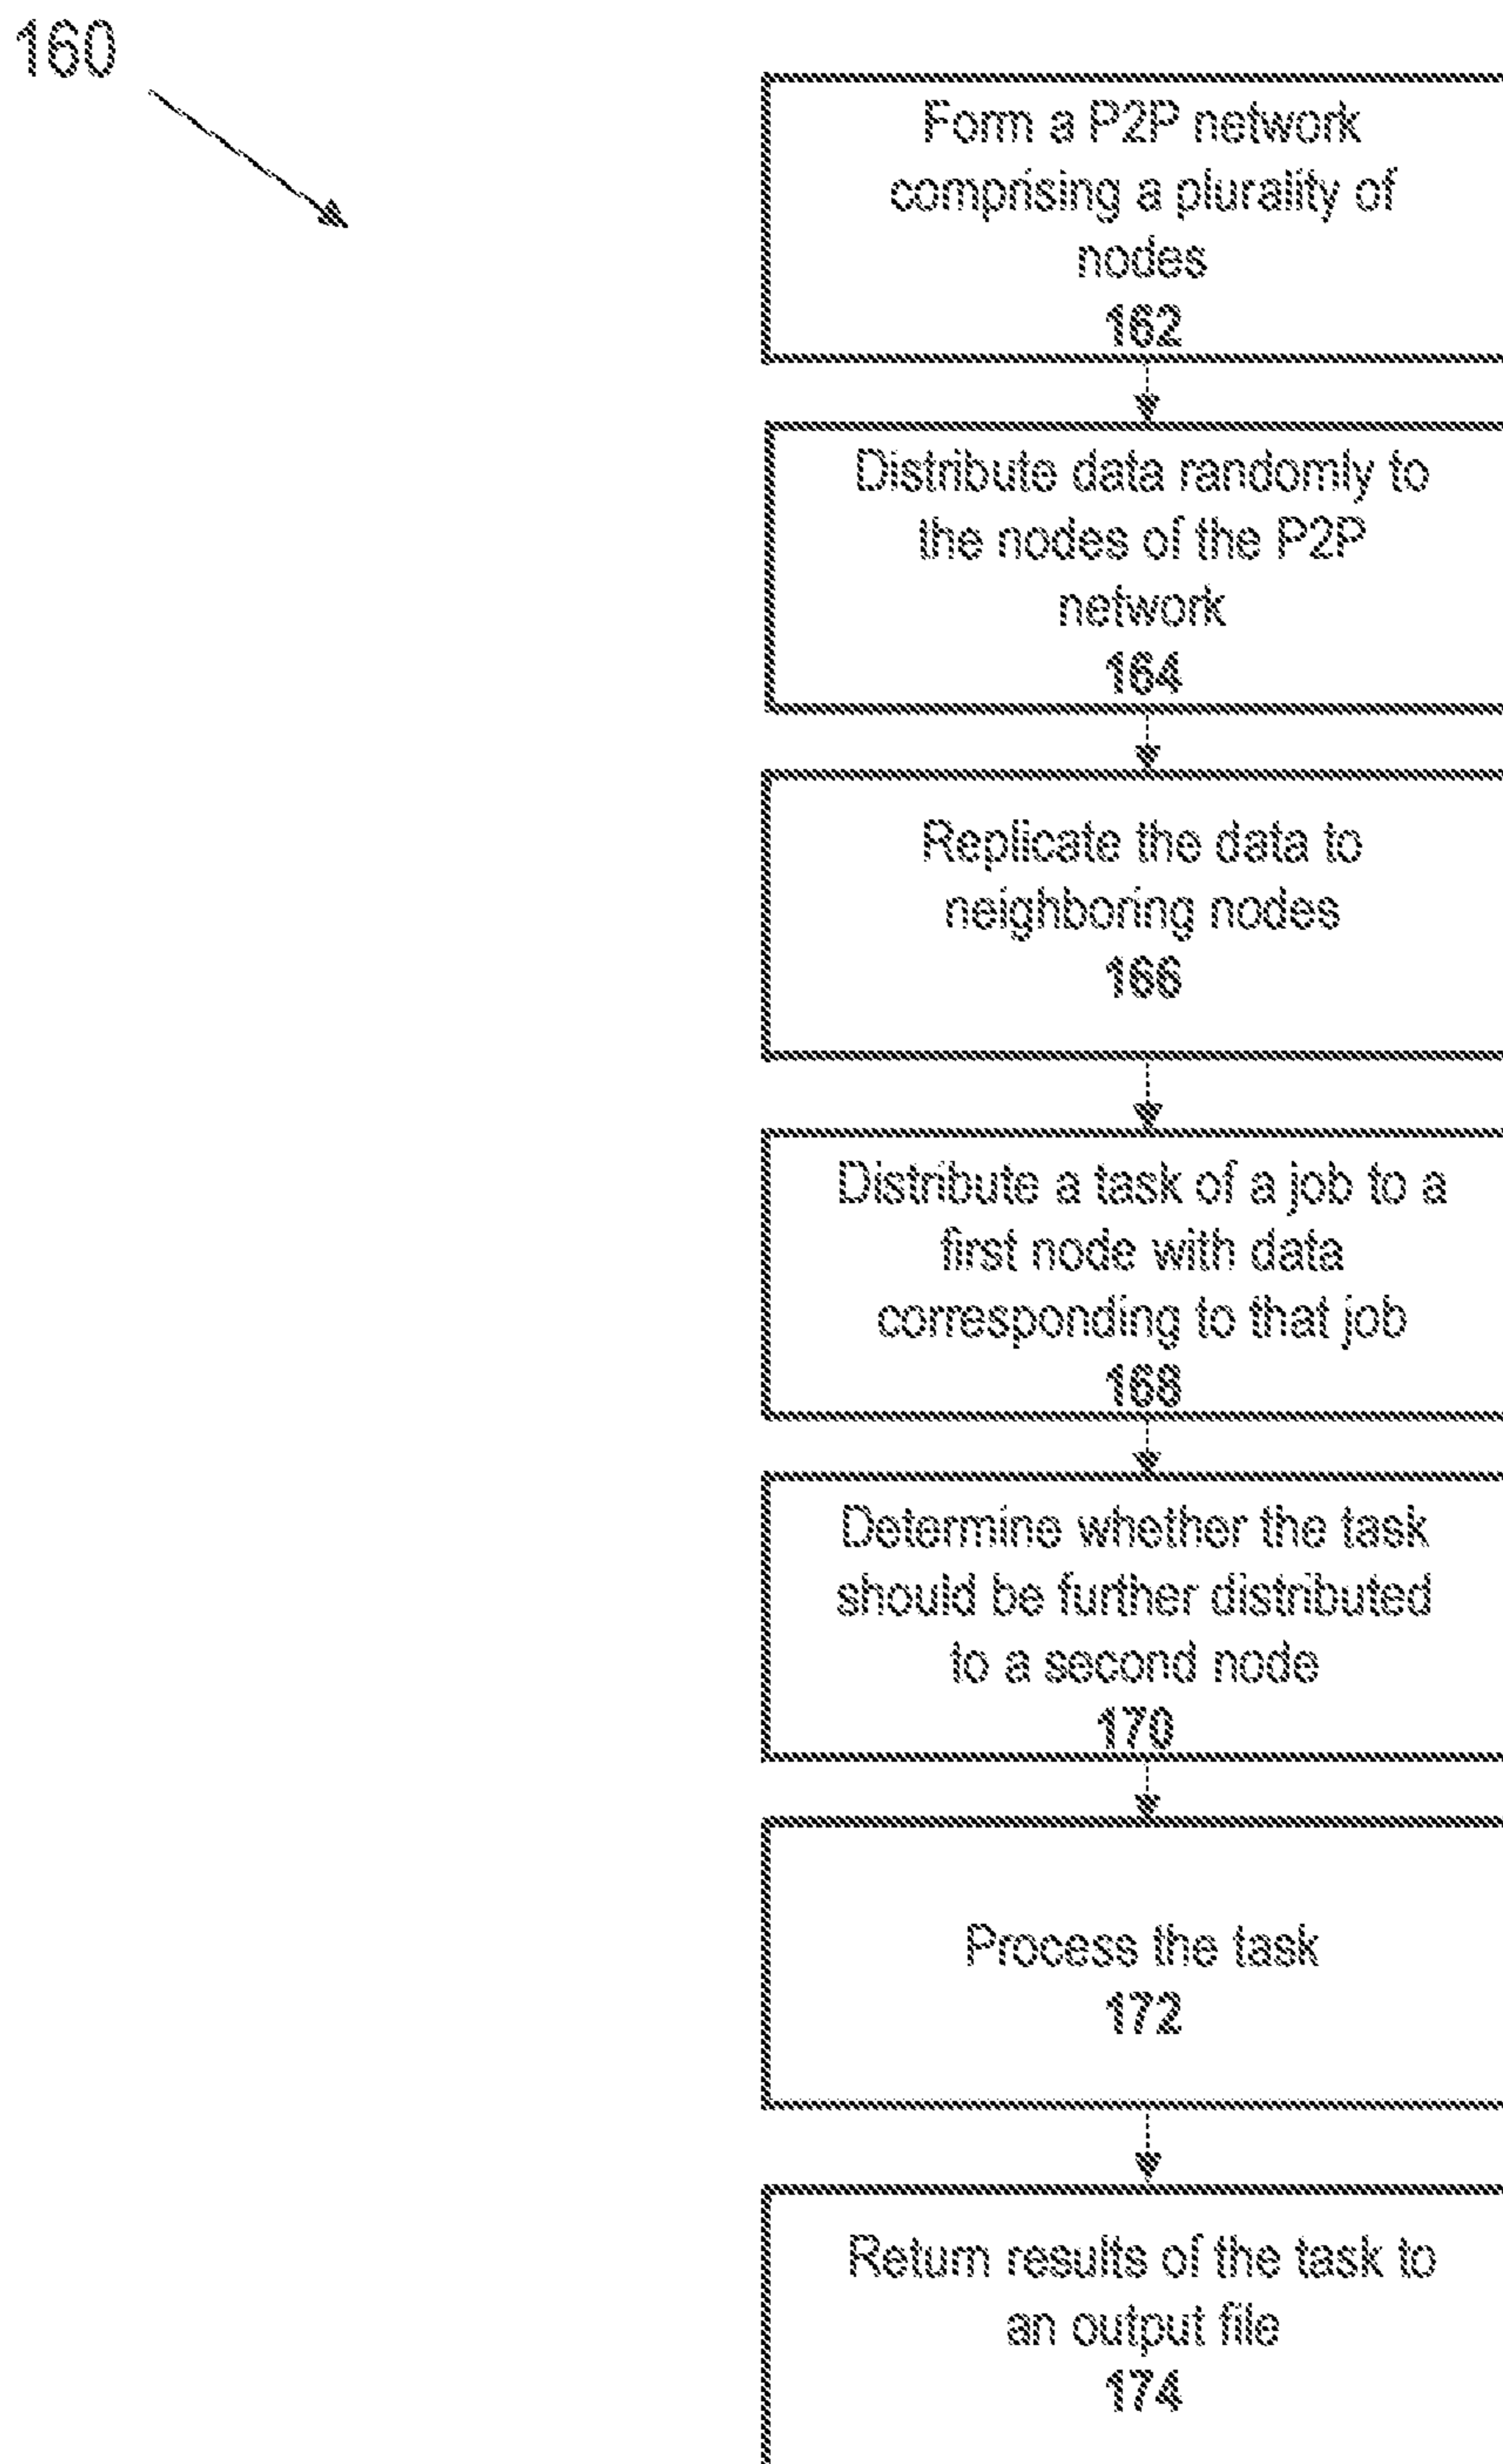 160
Form a P2P network
comprising a plurality of
nodes
162
Distribute data randomly to
the nodes of the P2P
network
164
Replicate the data to
neighboring nodes
166
Distribute a task of a job to a
first node with data
corresponding to that job
168
Determine whether the task
should be further distributed
to a second node
170
Process the task
172
Return results of the task to
an output file
174